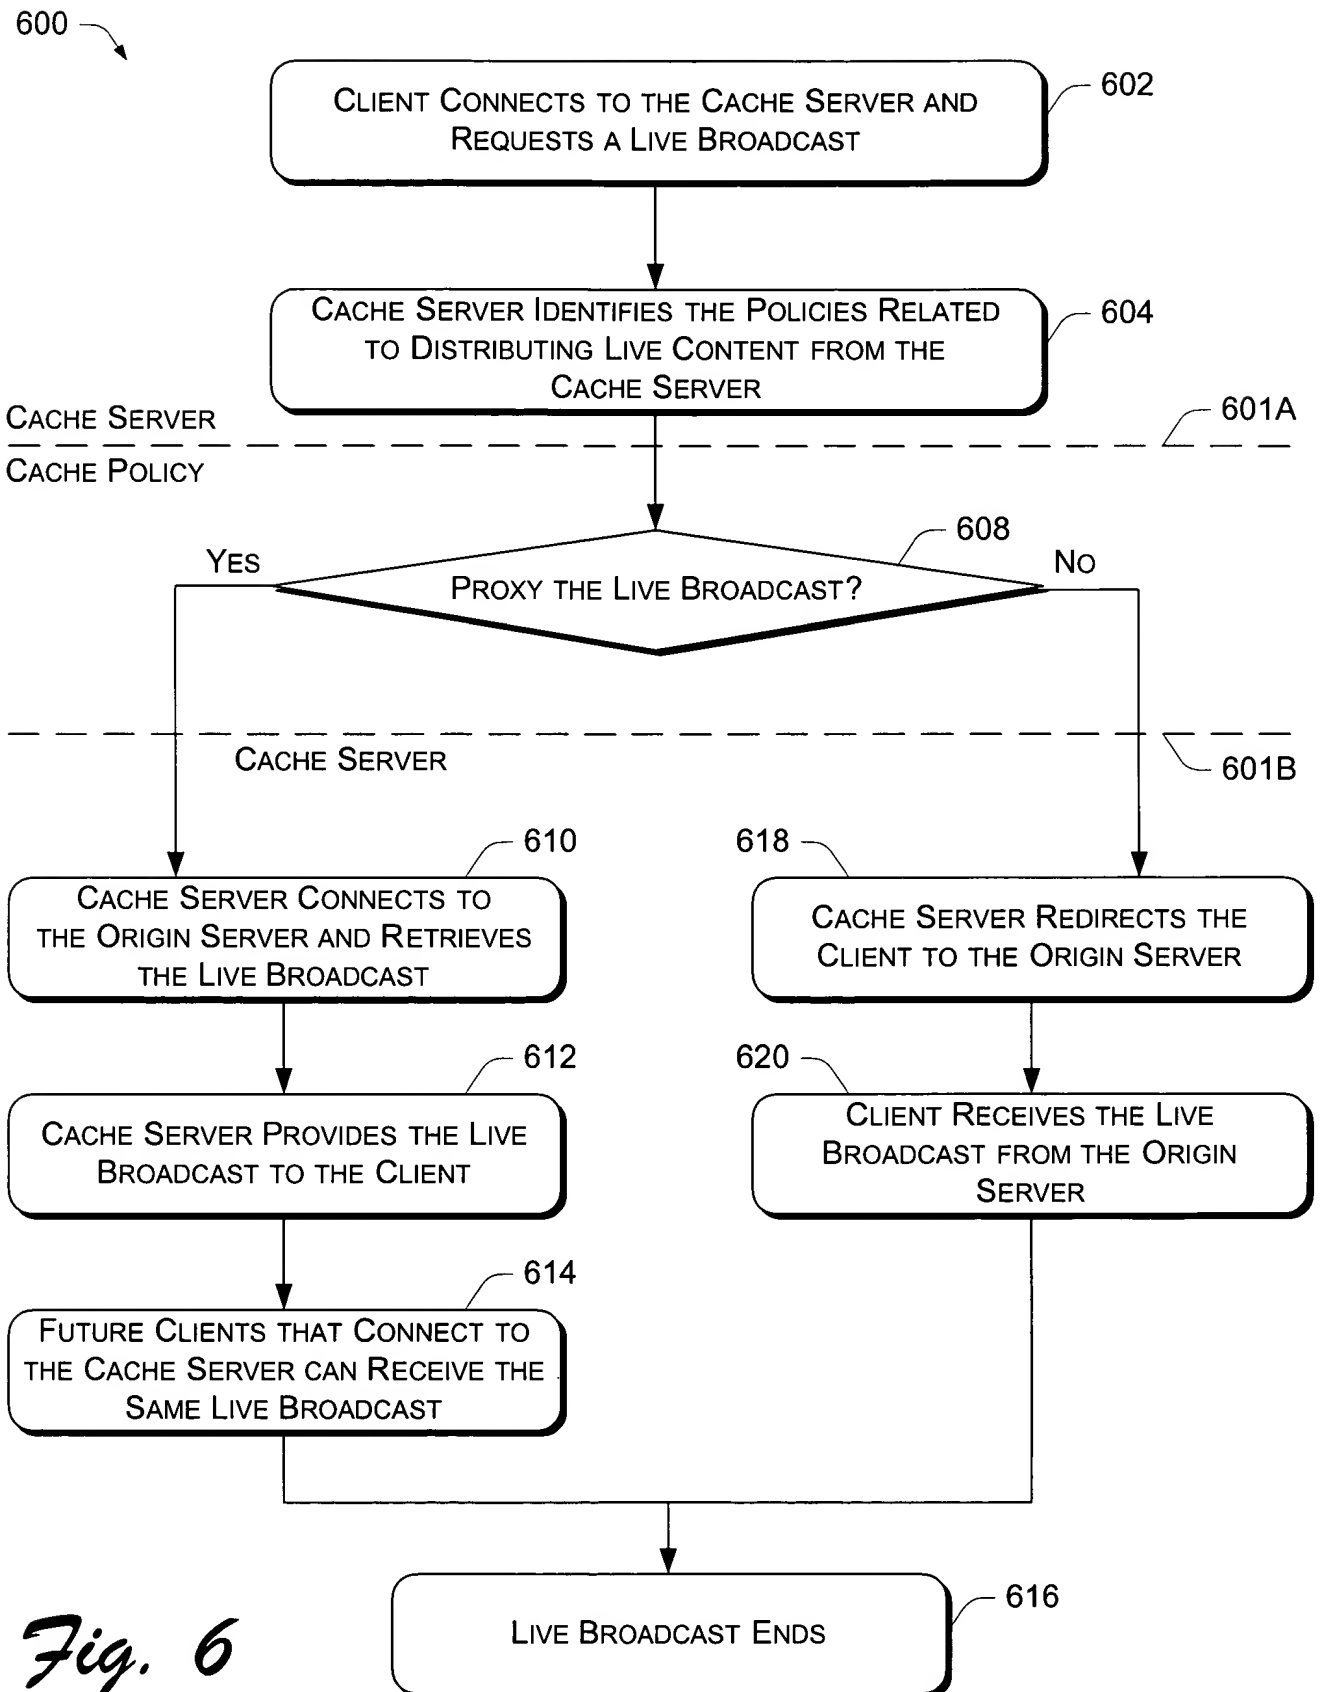 600
CLIENT CONNECTS TO THE CACHE SERVER AND
REQUESTS A LIVE BROADCAST
602
CACHE SERVER IDENTIFIES THE POLICIES RELATED
TO DISTRIBUTING LIVE CONTENT FROM THE
CACHE SERVER
604
CACHE SERVER
601A
CACHE POLICY
608
YES
NO
PROXY THE LIVE BROADCAST?
CACHE SERVER
601B
610
CACHE SERVER CONNECTS TO
THE ORIGIN SERVER AND RETRIEVES
THE LIVE BROADCAST
618
CACHE SERVER REDIRECTS THE
CLIENT TO THE ORIGIN SERVER
612
CACHE SERVER PROVIDES THE LIVE
BROADCAST TO THE CLIENT
620
CLIENT RECEIVES THE LIVE
BROADCAST FROM THE ORIGIN
SERVER
614
FUTURE CLIENTS THAT CONNECT TO
THE CACHE SERVER CAN RECEIVE THE
SAME LIVE BROADCAST
616
LIVE BROADCAST ENDS
Fig. 6